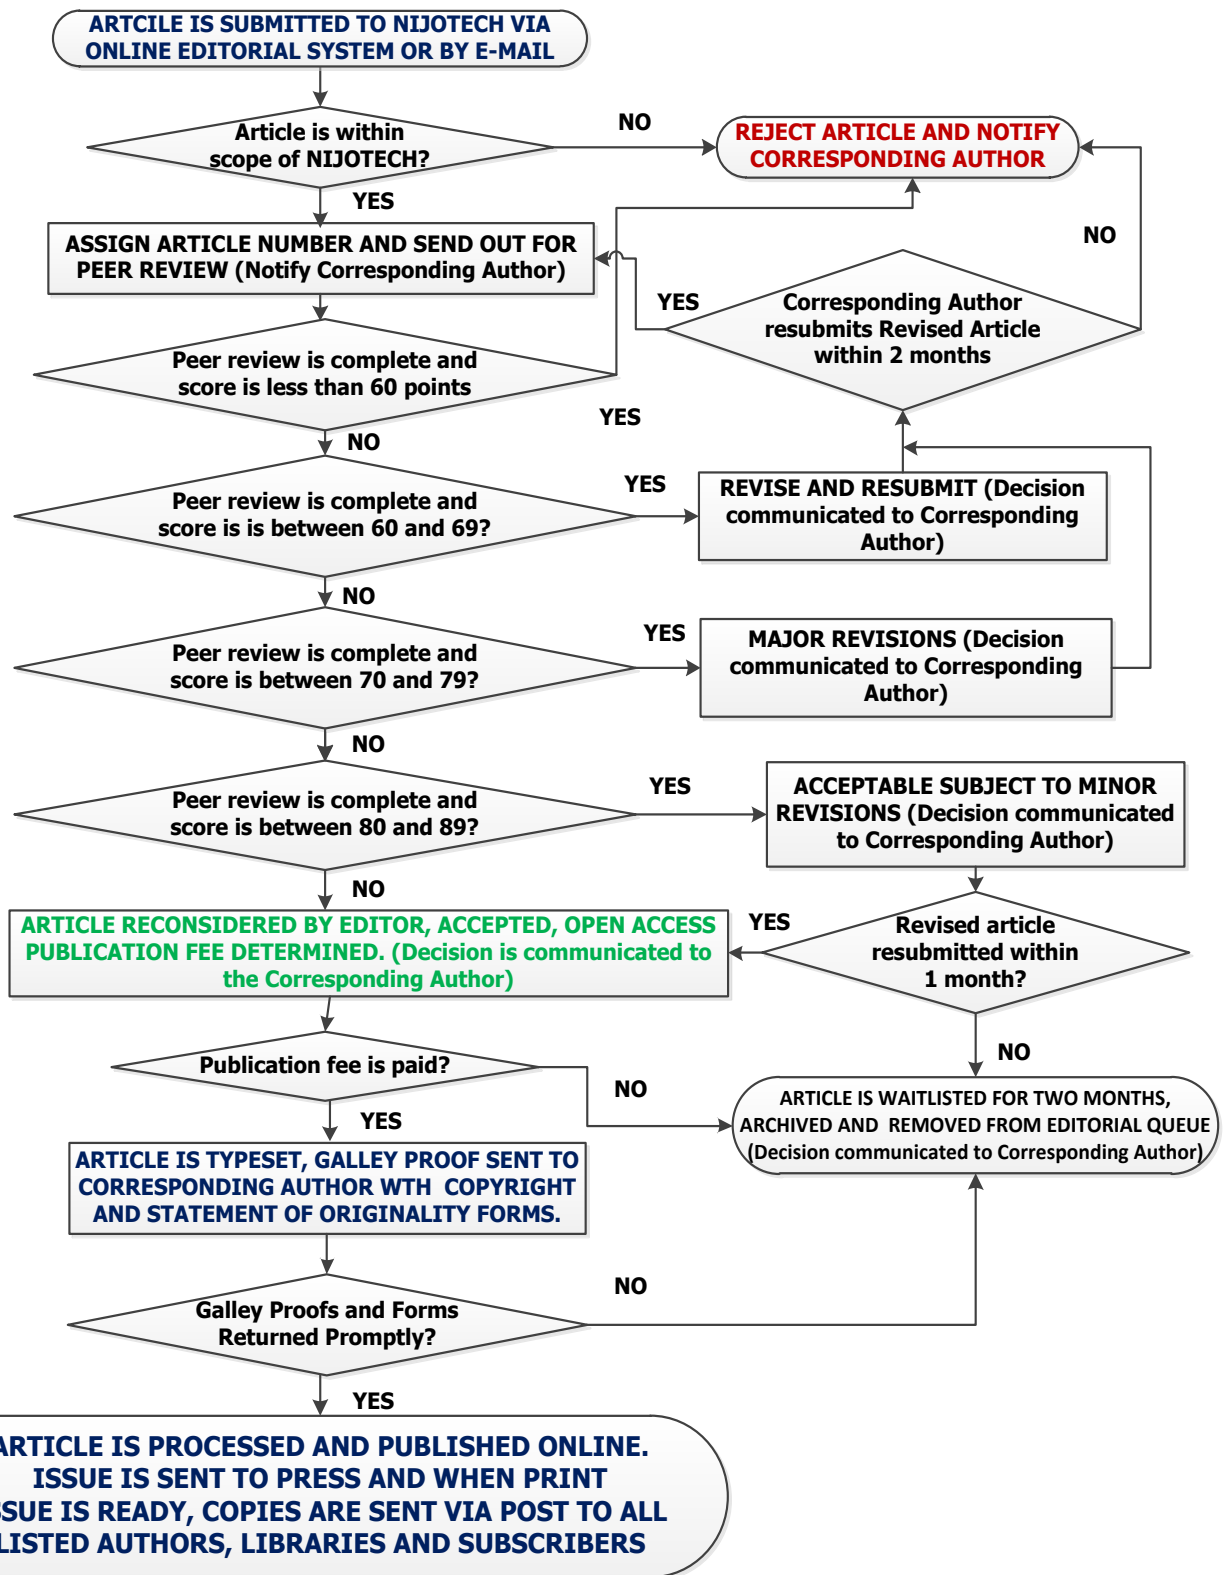 ARTCILE IS SUBMITTED TO NIJOTECH VIA
ONLINE EDITORIAL SYSTEM OR BY E-MAIL
Article is within
scope of NIJOTECH?
NO
REJECT ARTICLE AND NOTIFY
CORRESPONDING AUTHOR
YES
ASSIGN ARTICLE NUMBER AND SEND OUT FOR
PEER REVIEW (Notify Corresponding Author)
NO
YES
Corresponding Author
resubmits Revised Article
within 2 months
Peer review is complete and
score is less than 60 points
YES
NO
Peer review is complete and
score is is between 60 and 69?
YES
REVISE AND RESUBMIT (Decision
communicated to Corresponding
Author)
NO
Peer review is complete and
score is between 70 and 79?
YES
MAJOR REVISIONS (Decision
communicated to Corresponding
Author)
NO
Peer review is complete and
score is between 80 and 89?
YES
ACCEPTABLE SUBJECT TO MINOR
REVISIONS (Decision communicated
to Corresponding Author)
NO
ARTICLE RECONSIDERED BY EDITOR, ACCEPTED, OPEN ACCESS
PUBLICATION FEE DETERMINED. (Decision is communicated to
the Corresponding Author)
YES
Revised article
resubmitted within
1 month?
NO
Publication fee is paid?
NO
ARTICLE IS WAITLISTED FOR TWO MONTHS,
ARCHIVED AND REMOVED FROM EDITORIAL QUEUE
(Decision communicated to Corresponding Author)
YES
ARTICLE IS TYPESET, GALLEY PROOF SENT TO
CORRESPONDING AUTHOR WTH COPYRIGHT
AND STATEMENT OF ORIGINALITY FORMS.
Galley Proofs and Forms
Returned Promptly?
NO
YES
ARTICLE IS PROCESSED AND PUBLISHED ONLINE.
ISSUE IS SENT TO PRESS AND WHEN PRINT
ISSUE IS READY, COPIES ARE SENT VIA POST TO ALL
LISTED AUTHORS, LIBRARIES AND SUBSCRIBERS